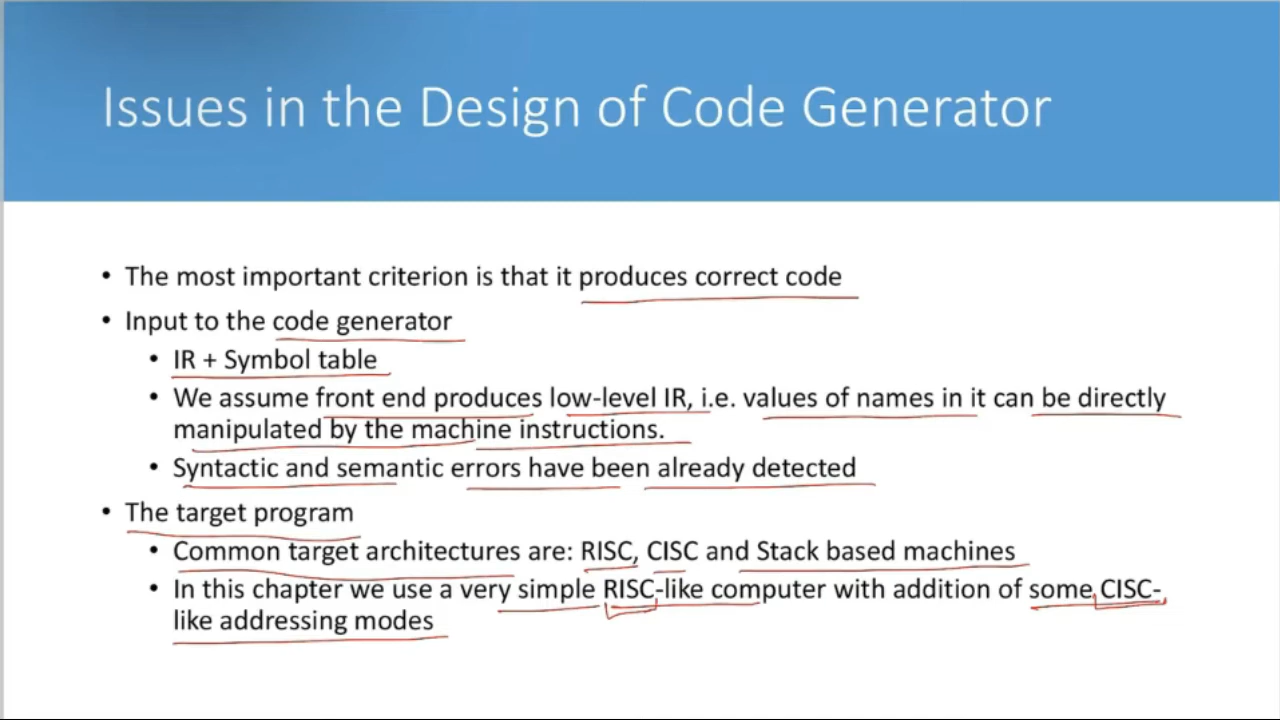 Issues in the Design of Code Generator
• The most important criterion is that it produces correct code
• Input to the code generator
• IR + Symbol table
• We assume front end produces low-level IR, i.e. values of names in it can be directly
manipulated by the machine instructions.
• Syntactic and semantic errors have been already detected
• The target program
• Common target architectures are: RISC, CISC and Stack based machines
• In this chapter we use a very simple RISC-like computer with addition of some CISC-
like addressing modes